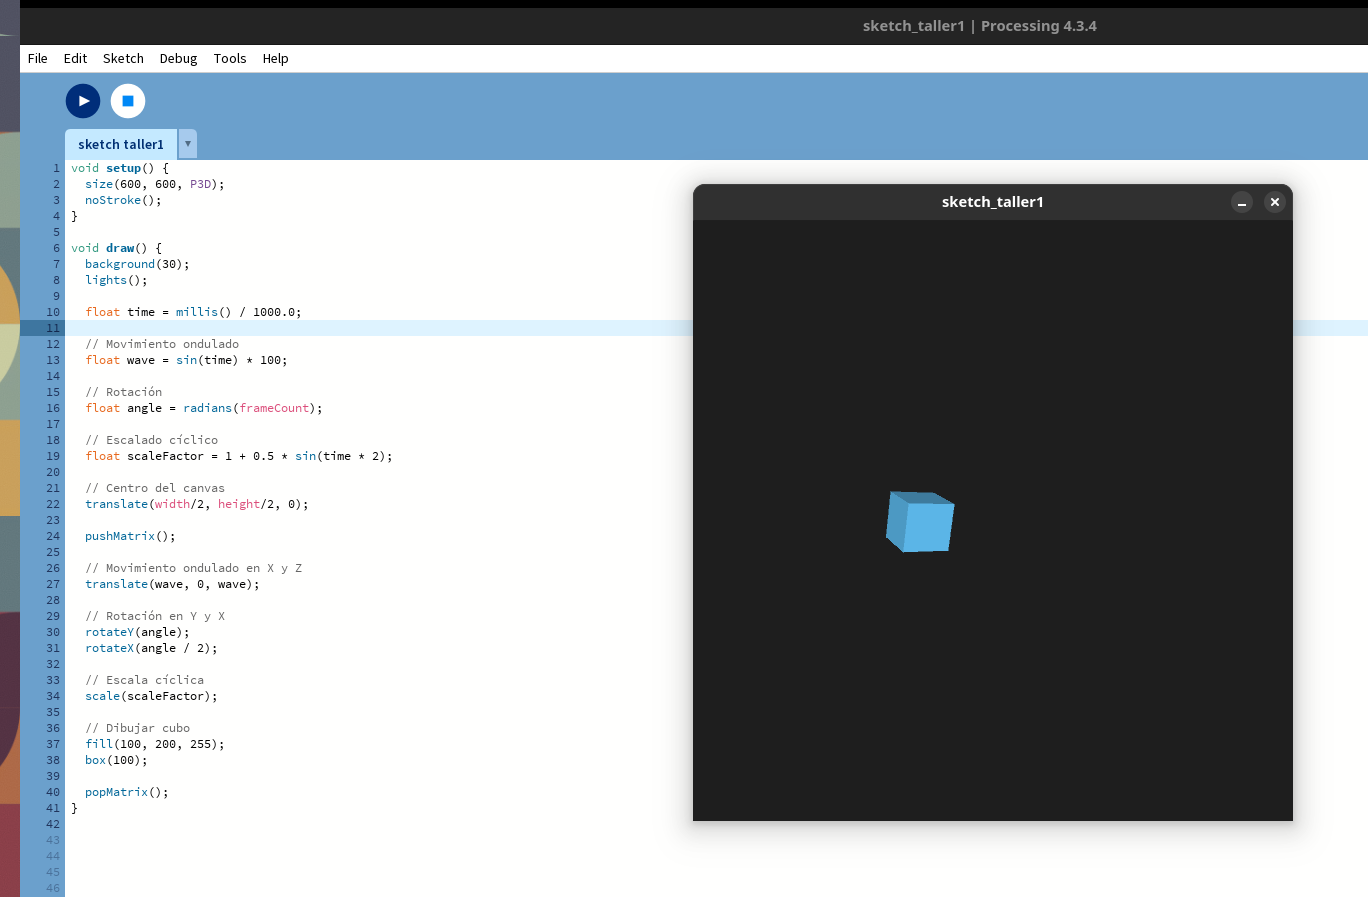 sketch_taller1 | Processing 4.3.4
File Edit Sketch Debug Tools Help
sketch taller1 ▼
1 void setup() {
2   size(600, 600, P3D);
3   noStroke();
4 }
5
6 void draw() {
7   background(30);
8   lights();
9
10   float time = millis() / 1000.0;
11
12   // Movimiento ondulado
13   float wave = sin(time) * 100;
14
15   // Rotación
16   float angle = radians(frameCount);
17
18   // Escalado cíclico
19   float scaleFactor = 1 + 0.5 * sin(time * 2);
20
21   // Centro del canvas
22   translate(width/2, height/2, 0);
23
24   pushMatrix();
25
26   // Movimiento ondulado en X y Z
27   translate(wave, 0, wave);
28
29   // Rotación en Y y X
30   rotateY(angle);
31   rotateX(angle / 2);
32
33   // Escala cíclica
34   scale(scaleFactor);
35
36   // Dibujar cubo
37   fill(100, 200, 255);
38   box(100);
39
40   popMatrix();
41 }
42
43
44
45
46
sketch_taller1